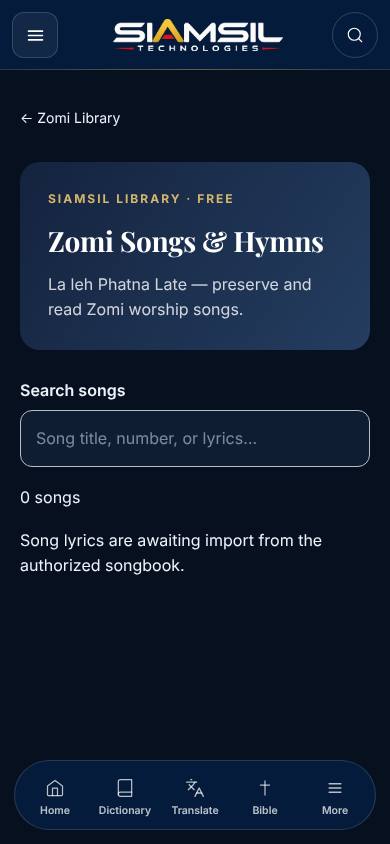 SIAMSIL
TECHNOLOGIES
← Zomi Library
SIAMSIL LIBRARY · FREE
Zomi Songs & Hymns
La leh Phatna Late — preserve and
read Zomi worship songs.
Search songs
Song title, number, or lyrics...
0 songs
Song lyrics are awaiting import from the
authorized songbook.
Home
Dictionary
Translate
Bible
More